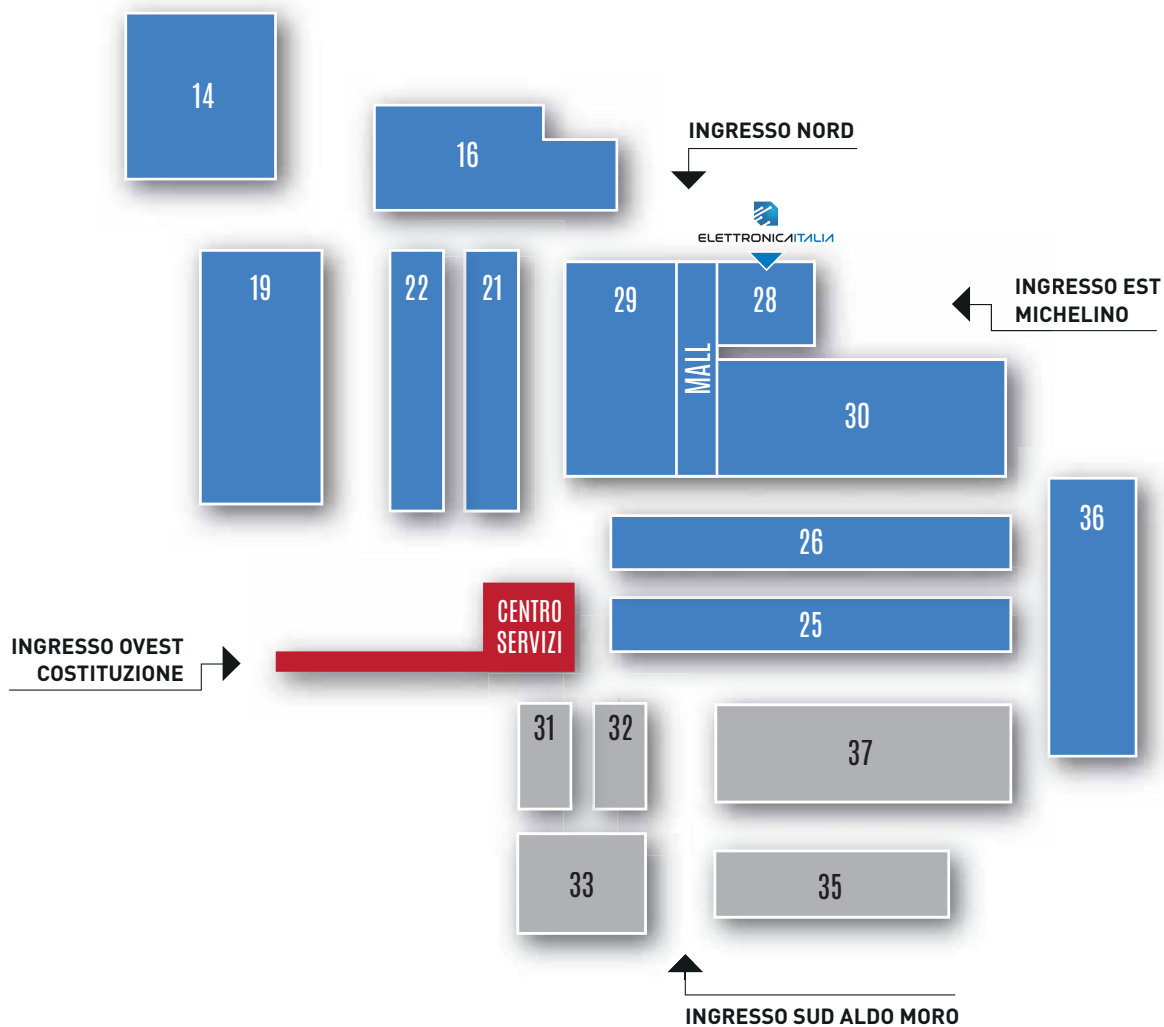 14
16
INGRESSO NORD
ELETTRONICAITALIA
19
22
21
29
MALL
28
INGRESSO EST
MICHELINO
30
36
26
25
CENTRO
SERVIZI
INGRESSO OVEST
COSTITUZIONE
31
32
37
33
35
INGRESSO SUD ALDO MORO